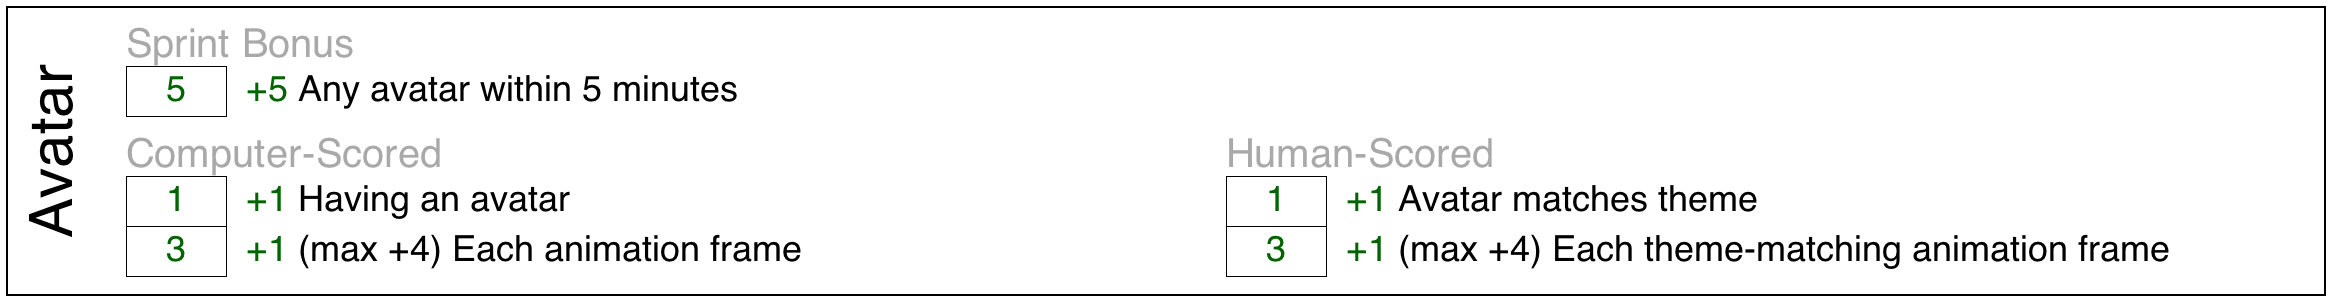 Avatar
Sprint Bonus
5 +5 Any avatar within 5 minutes
Computer-Scored
1 +1 Having an avatar
3 +1 (max +4) Each animation frame
Human-Scored
1 +1 Avatar matches theme
3 +1 (max +4) Each theme-matching animation frame